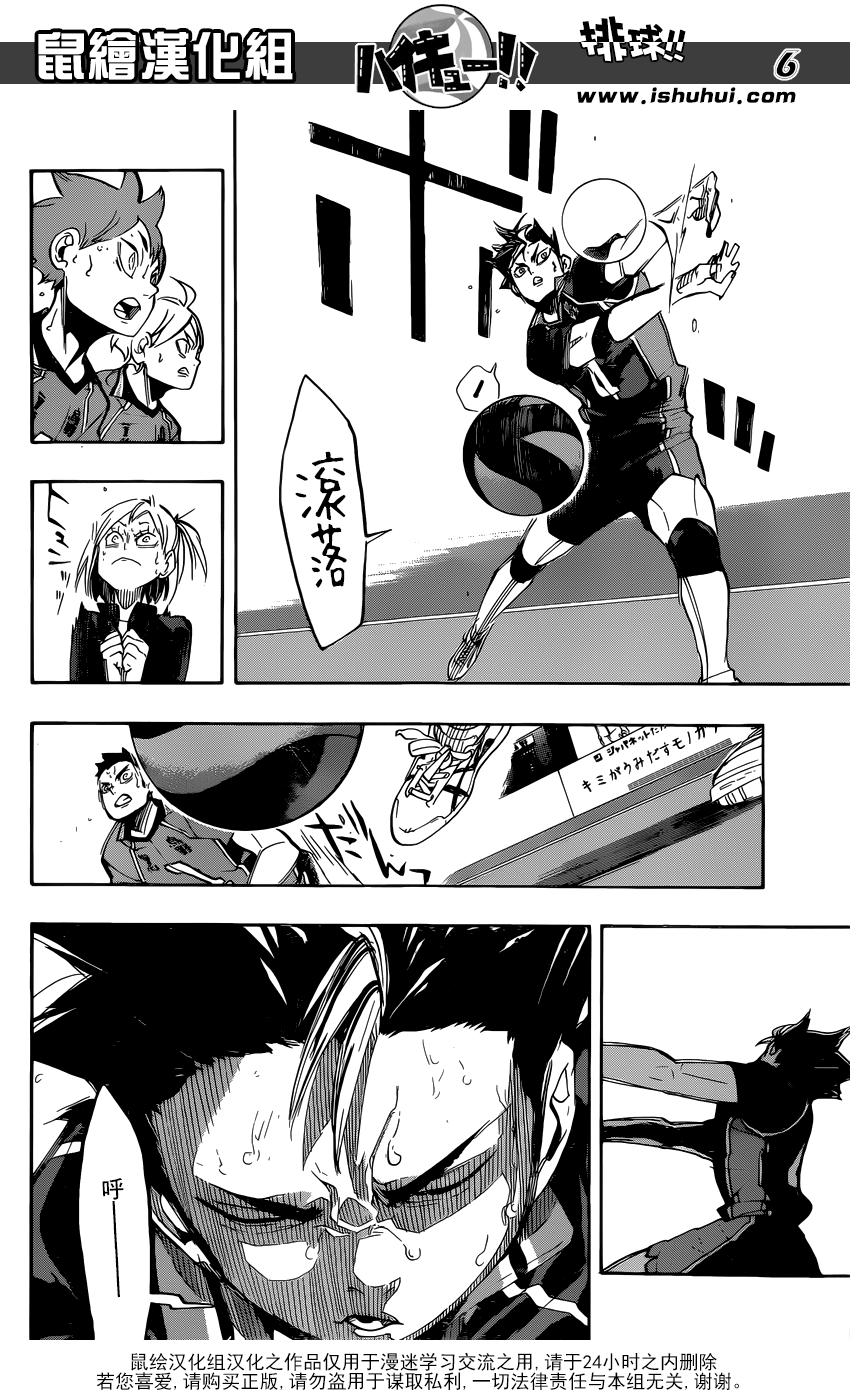 鼠繪漢化組
ハイキュー!!
排球!!
6
www.ishuhui.com
ガ
滚落
ジャパネットたか
キミがうみだすモノガ
だん
呼——
鼠绘汉化组汉化之作品仅用于漫迷学习交流之用,请于24小时之内删除
若您喜爱,请购买正版,请勿盗用于谋取私利,一切法律责任与本组无关,谢谢。